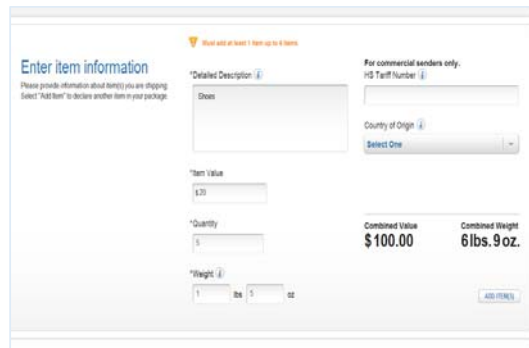 Must add at least 1 item up to 6 items
Enter item information
Please provide information about item(s) you are shipping.
Select "Add Item" to declare another item in your package.
*Detailed Description
Shoes
For commercial senders only.
HS Tariff Number
Country of Origin
Select One
*Item Value
$20
*Quantity
5
Combined Value
Combined Weight
$100.00
6lbs. 9oz.
*Weight
1 lbs 5 oz
ADD ITEM(S)